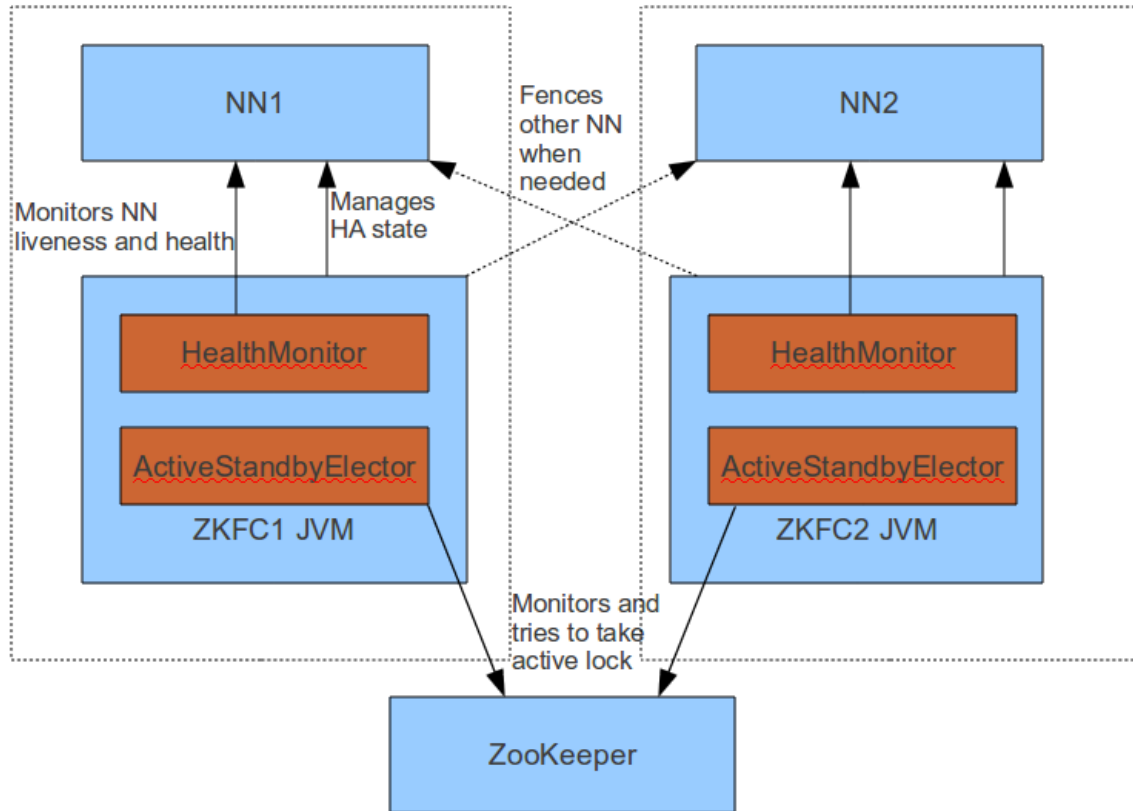 NN1
NN2
Fences
other NN
when
needed
Monitors NN
liveness and health
Manages
HA state
HealthMonitor
ActiveStandbyElector
ZKFC1 JVM
HealthMonitor
ActiveStandbyElector
ZKFC2 JVM
Monitors and
tries to take
active lock
ZooKeeper